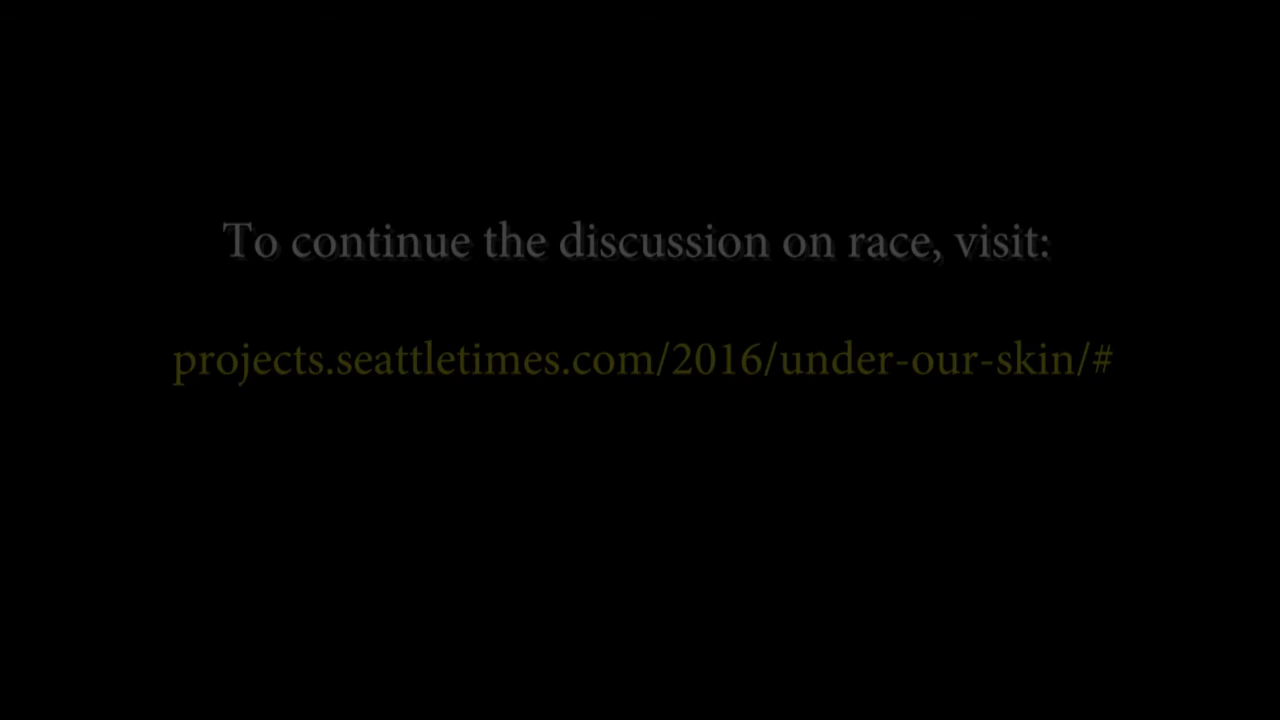 To continue the discussion on race, visit:
projects.seattletimes.com/2016/under-our-skin/#